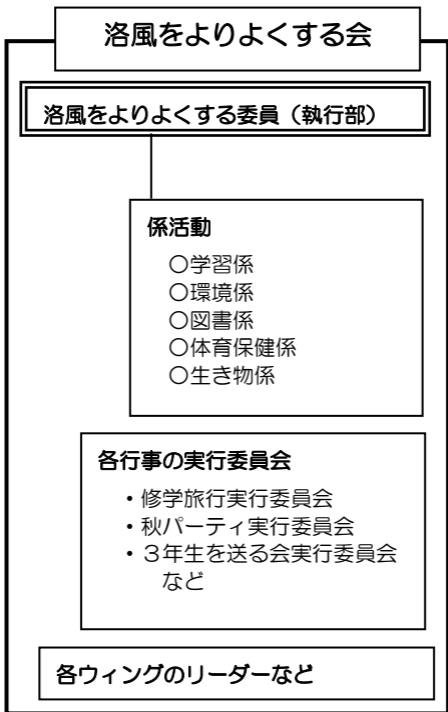 洛風をよりよくする会
洛風をよりよくする委員（執行部）
係活動
○学習係
○環境係
○図書係
○体育保健係
○生き物係
各行事の実行委員会
・修学旅行実行委員会
・秋パーティ実行委員会
・３年生を送る会実行委員会
など
各ウィングのリーダーなど